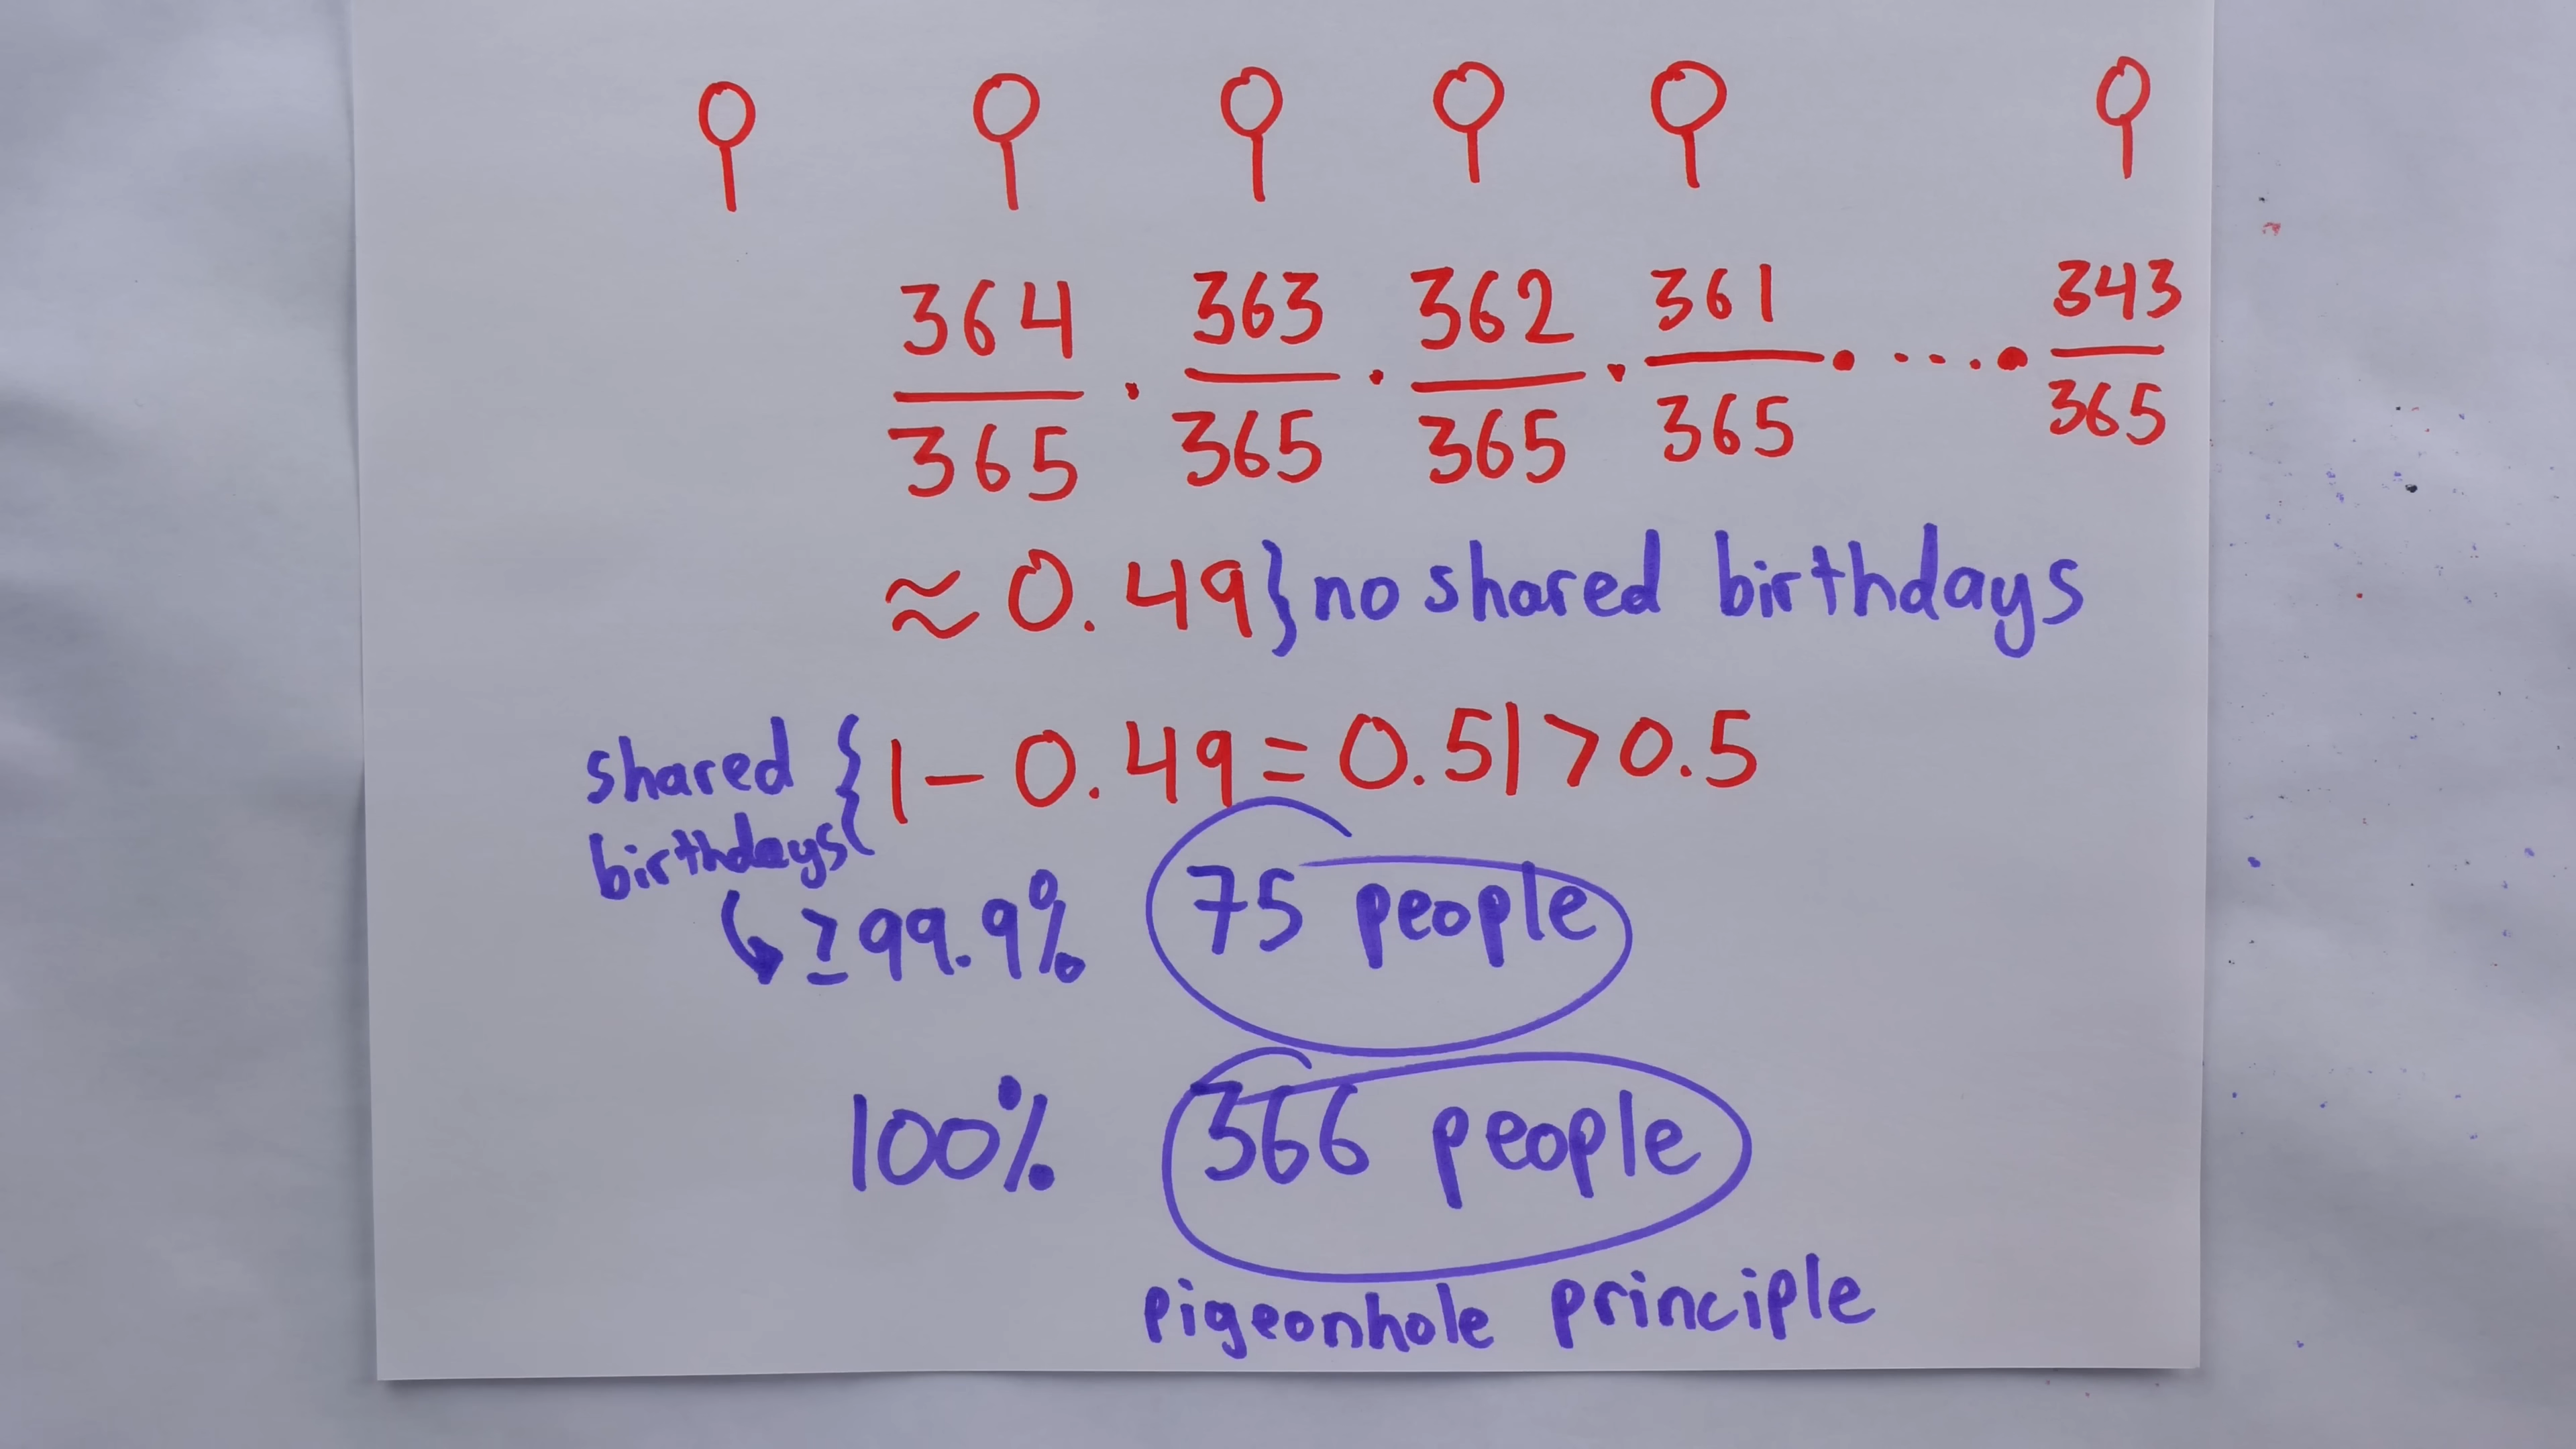 364 363 362 361 343
365 · 365 · 365 · 365 · .... · 365
≈ 0.49 } no shared birthdays
shared { 1 - 0.49 = 0.51 > 0.5
birthdays
≥ 99.9% 75 people
100% 366 people
pigeonhole principle